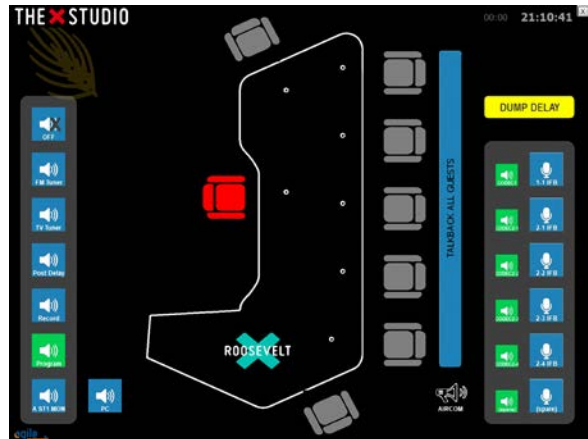 THE X STUDIO
00:00
21:10:41
DUMP DELAY
OFF
FM Tuner
TV Tuner
Post Delay
Record
Program
A ST1 MON
PC
TALKBACK ALL GUESTS
ROOSEVELT
AIRCOM
1-1 IFB
2-1 IFB
2-2 IFB
2-3 IFB
2-4 IFB
(spare)